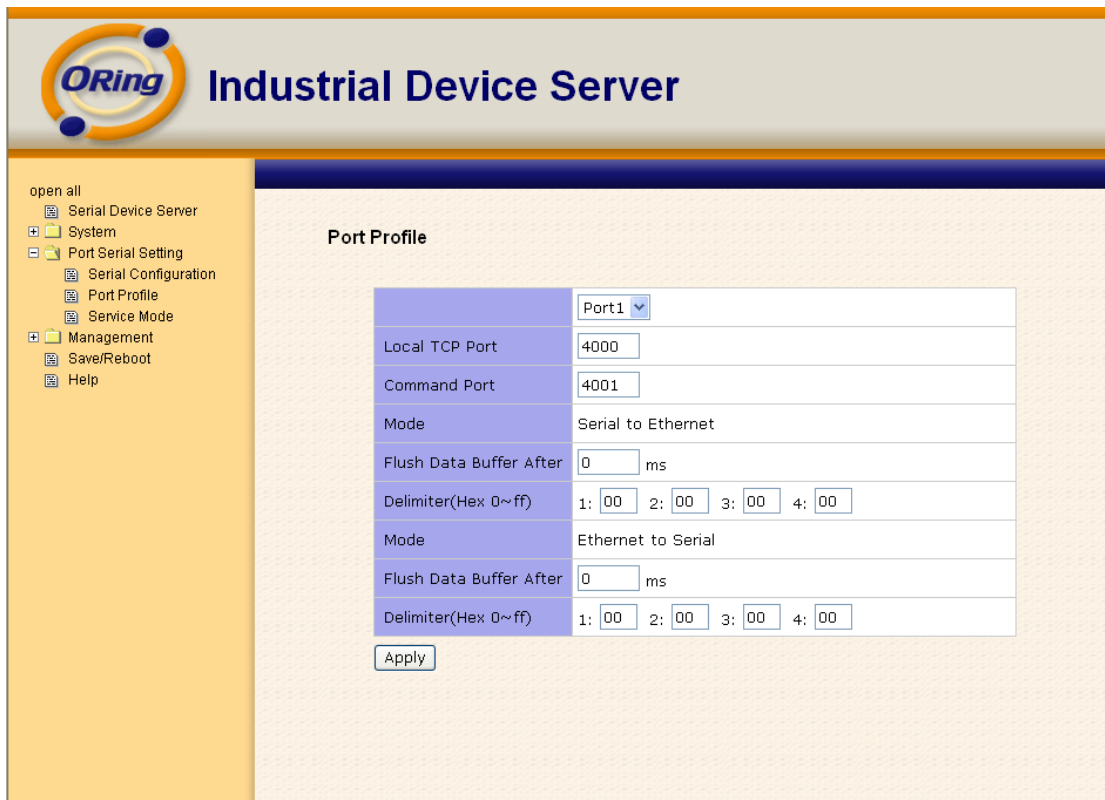 ORing
Industrial Device Server
open all
Serial Device Server
System
Port Serial Setting
Serial Configuration
Port Profile
Service Mode
Management
Save/Reboot
Help
Port Profile
Port1
Local TCP Port 4000
Command Port 4001
Mode Serial to Ethernet
Flush Data Buffer After 0 ms
Delimiter(Hex 0~ff) 1: 00 2: 00 3: 00 4: 00
Mode Ethernet to Serial
Flush Data Buffer After 0 ms
Delimiter(Hex 0~ff) 1: 00 2: 00 3: 00 4: 00
Apply